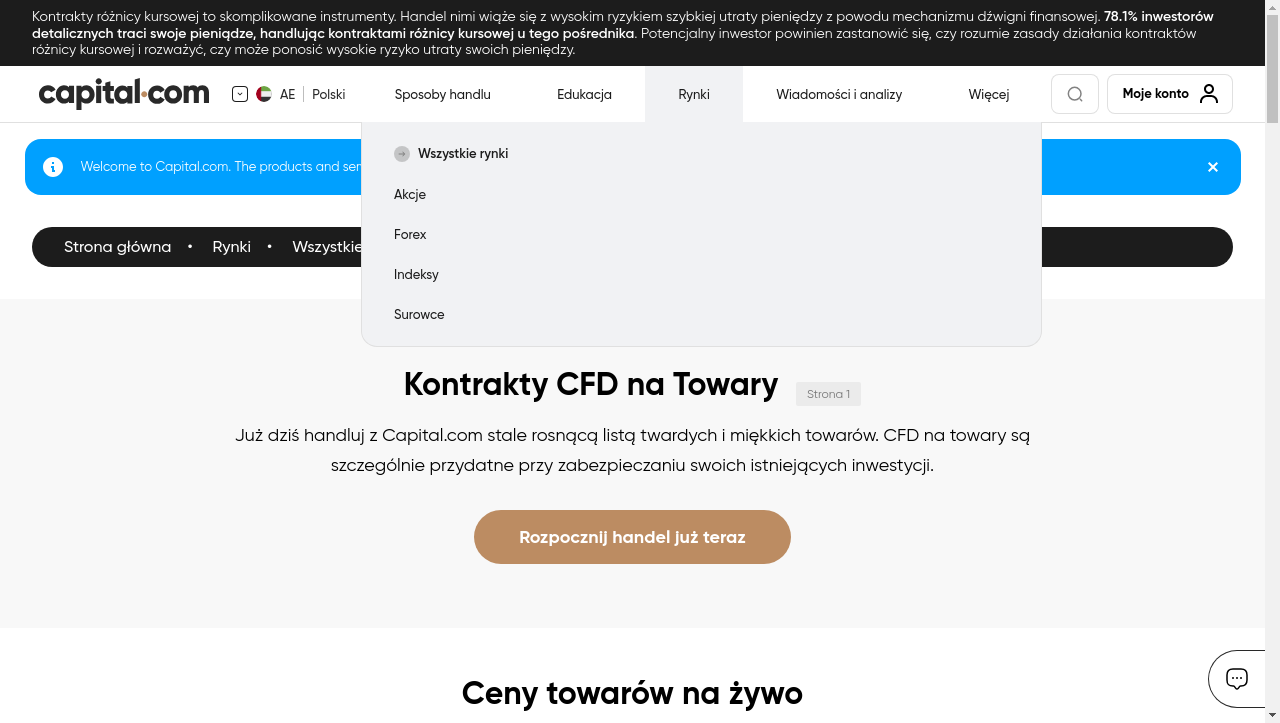 Kontrakty różnicy kursowej to skomplikowane instrumenty. Handel nimi wiąże się z wysokim ryzykiem szybkiej utraty pieniędzy z powodu mechanizmu dźwigni finansowej. 78.1% inwestorów
detalicznych traci swoje pieniądze, handlując kontraktami różnicy kursowej u tego pośrednika. Potencjalny inwestor powinien zastanowić się, czy rozumie zasady działania kontraktów
różnicy kursowej i rozważyć, czy może ponosić wysokie ryzyko utraty swoich pieniędzy.
capital.com AE Polski Sposoby handlu Edukacja Rynki Wiadomości i analizy Więcej Moje konto
Wszystkie rynki
Welcome to Capital.com. The products and
Akcje
Forex
Strona główna • Rynki • Wszystkie
Indeksy
Surowce
Kontrakty CFD na Towary Strona 1
Już dziś handluj z Capital.com stale rosnącą listą twardych i miękkich towarów. CFD na towary są
szczególnie przydatne przy zabezpieczaniu swoich istniejących inwestycji.
Rozpocznij handel już teraz
Ceny towarów na żywo